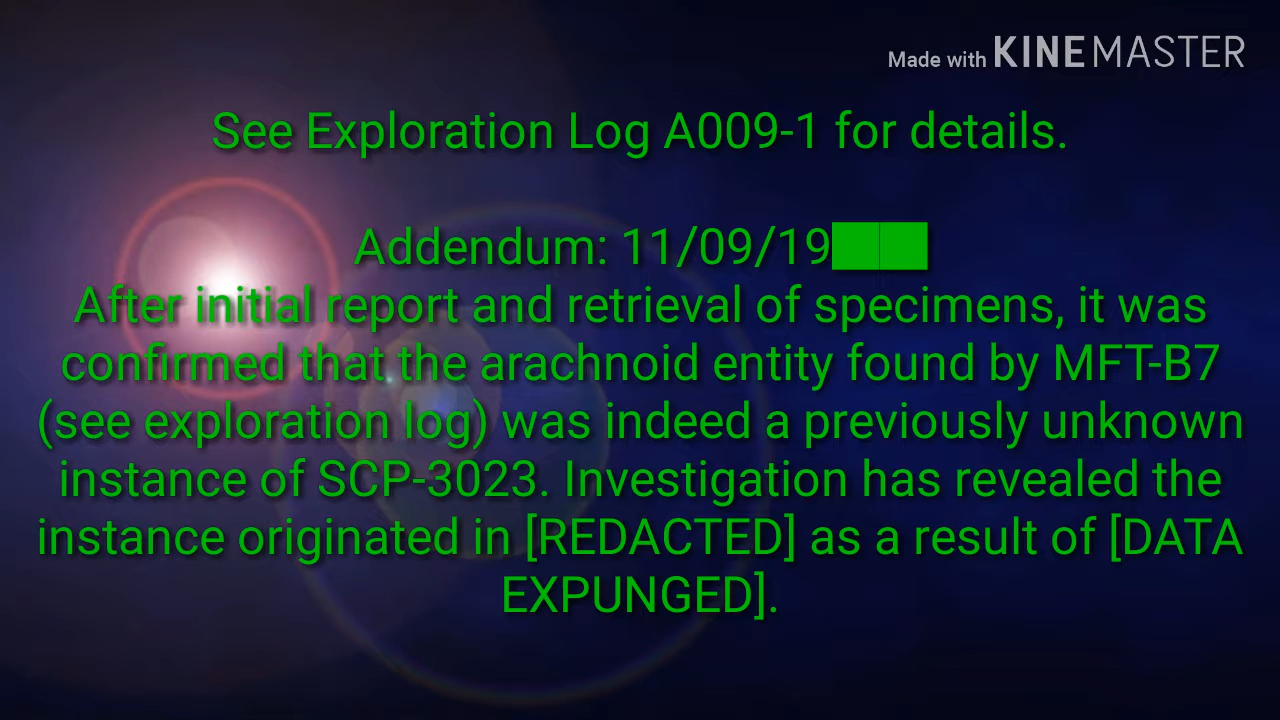 Made with KINEMASTER
See Exploration Log A009-1 for details.
Addendum: 11/09/19██
After initial report and retrieval of specimens, it was
confirmed that the arachnoid entity found by MFT-B7
(see exploration log) was indeed a previously unknown
instance of SCP-3023. Investigation has revealed the
instance originated in [REDACTED] as a result of [DATA
EXPUNGED].